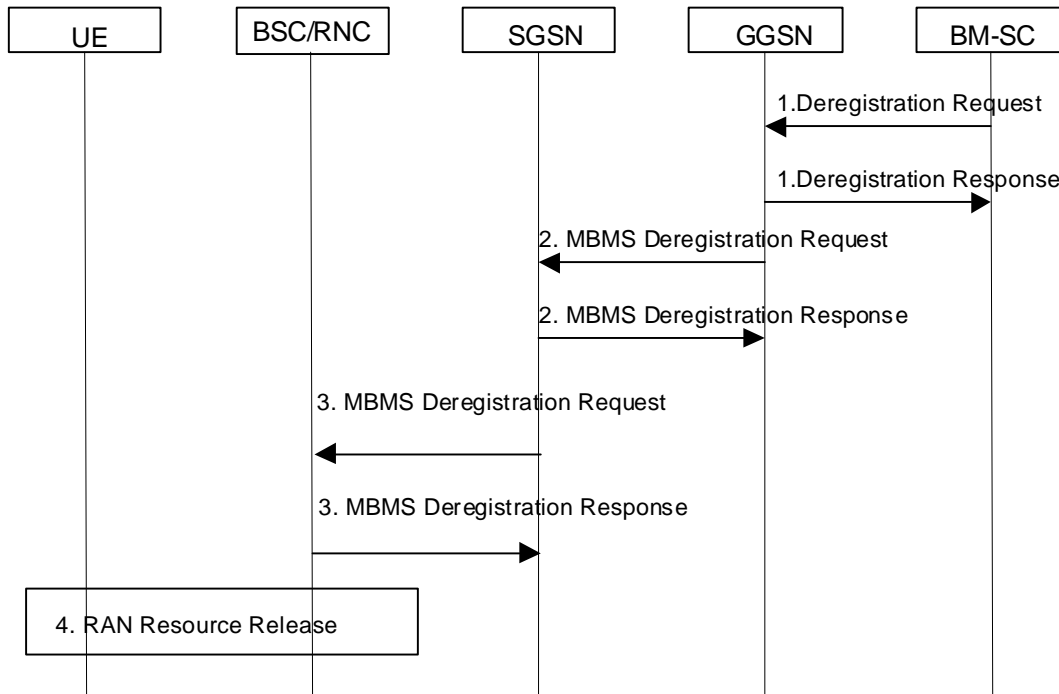 UE
BSC/RNC
SGSN
GGSN
BM-SC
1.Deregistration Request
1.Deregistration Response
2. MBMS Deregistration Request
2. MBMS Deregistration Response
3. MBMS Deregistration Request
3. MBMS Deregistration Response
4. RAN Resource Release